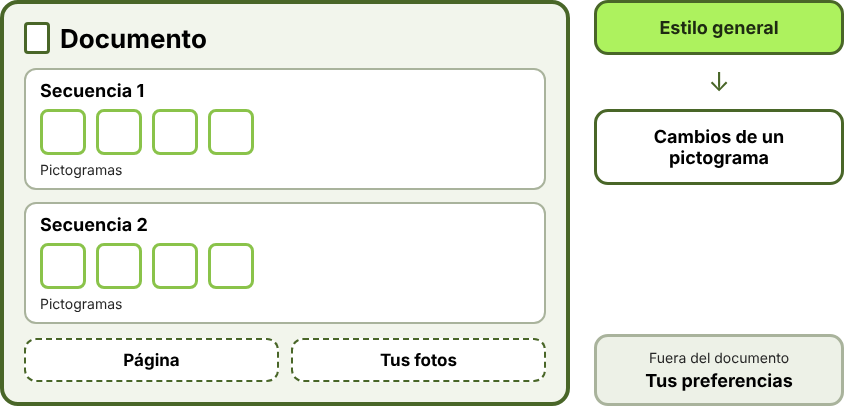 Documento
Secuencia 1
Pictogramas
Secuencia 2
Pictogramas
Página
Tus fotos
Estilo general
Cambios de un
pictograma
Fuera del documento
Tus preferencias